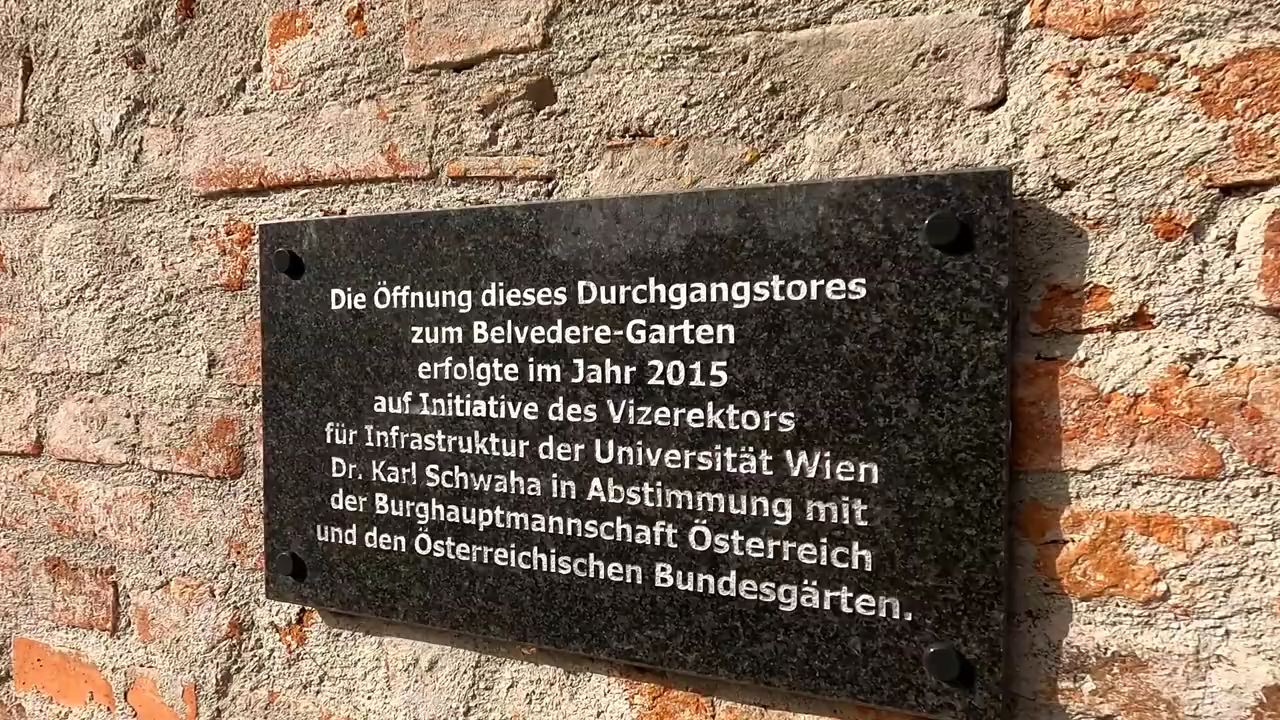 Die Öffnung dieses Durchgangstores
zum Belvedere-Garten
erfolgte im Jahr 2015
auf Initiative des Vizerektors
für Infrastruktur der Universität Wien
Dr. Karl Schwaha in Abstimmung mit
der Burghauptmannschaft Österreich
und den Österreichischen Bundesgärten.